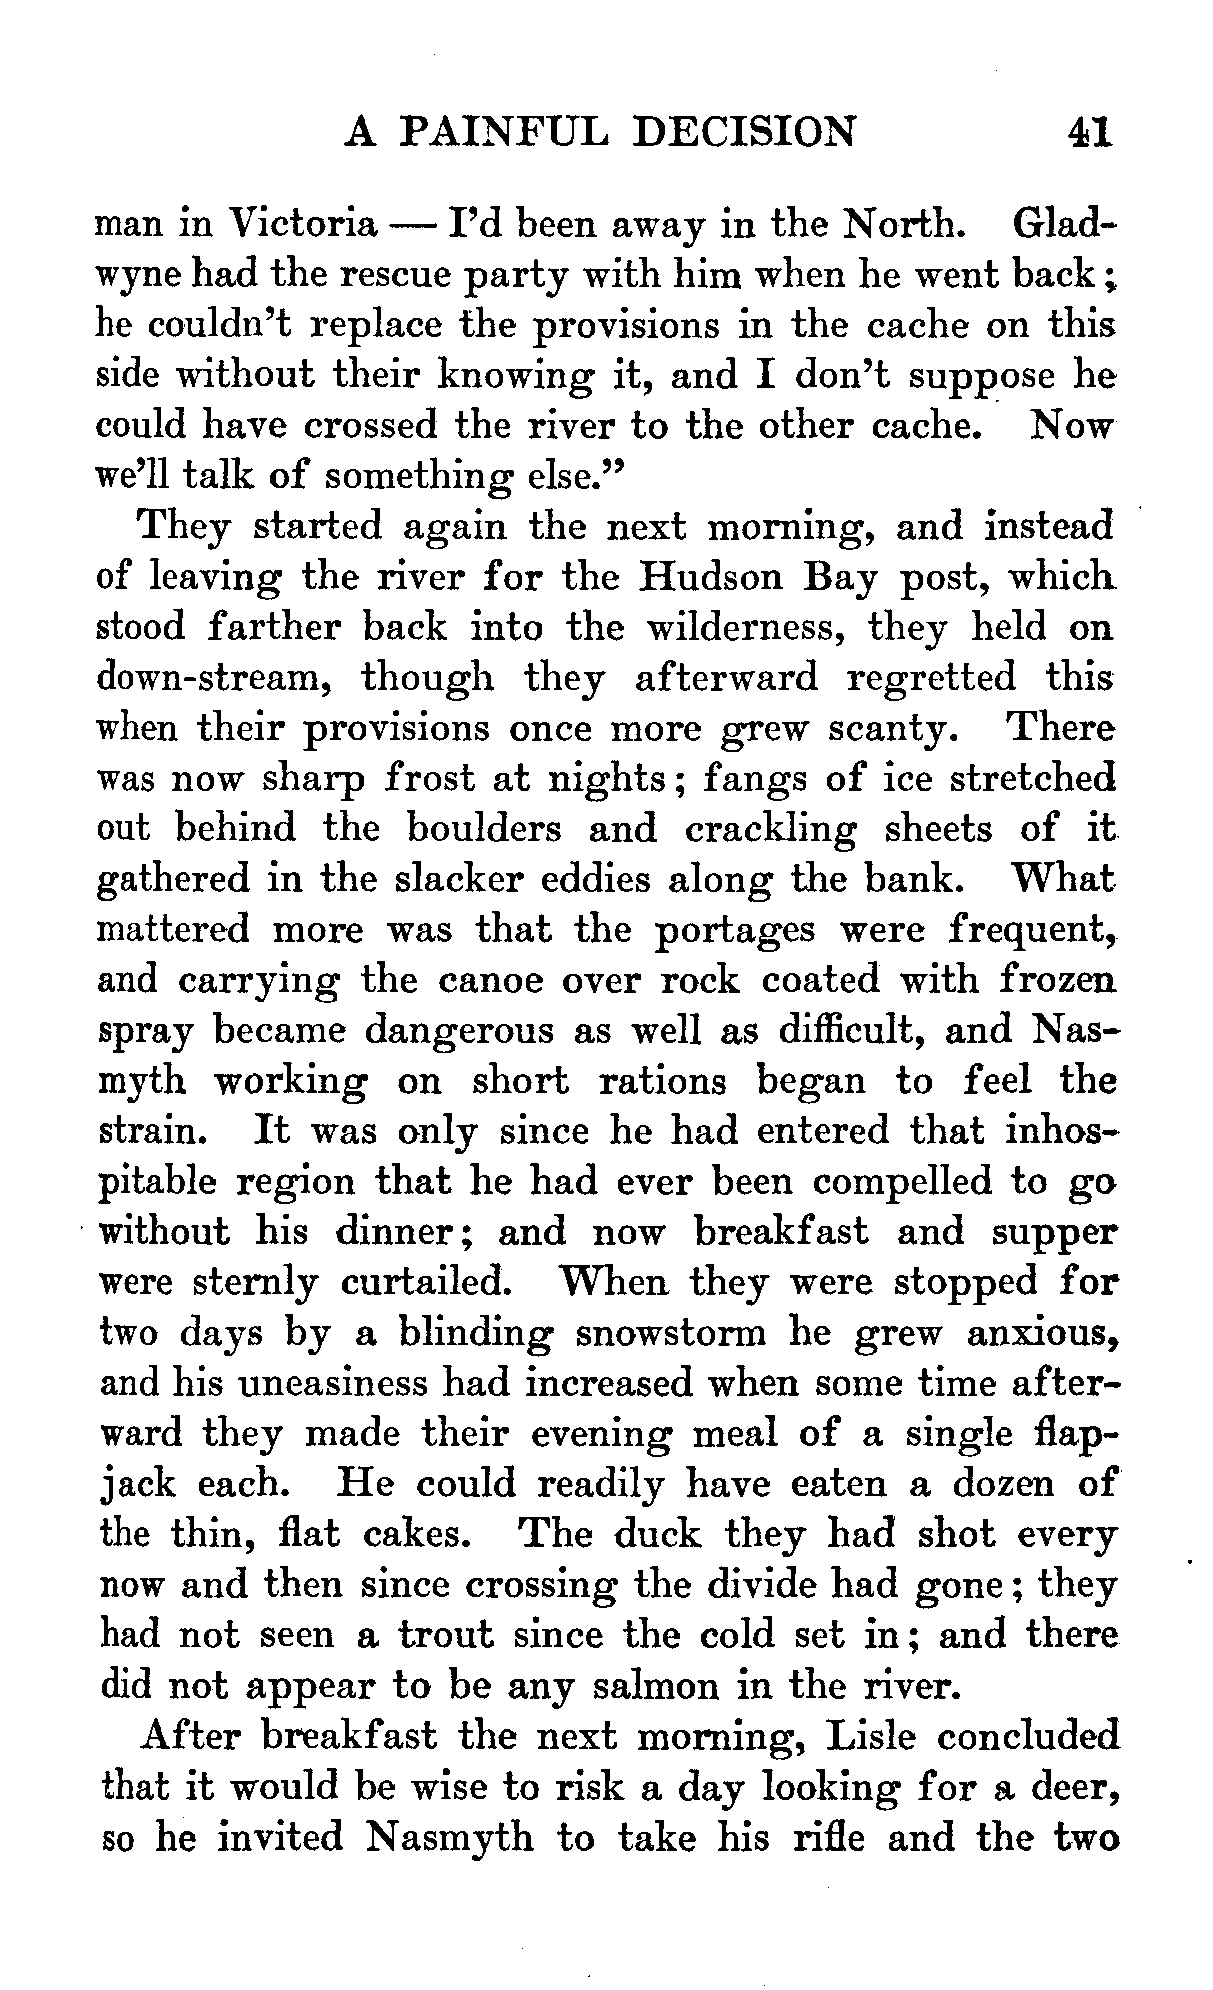 A PAINFUL DECISION 41
man in Victoria — I'd been away in the North. Glad-
wyne had the rescue party with him when he went back;
he couldn't replace the provisions in the cache on this
side without their knowing it, and I don't suppose he
could have crossed the river to the other cache. Now
we'll talk of something else."
They started again the next morning, and instead
of leaving the river for the Hudson Bay post, which
stood farther back into the wilderness, they held on
down-stream, though they afterward regretted this
when their provisions once more grew scanty. There
was now sharp frost at nights; fangs of ice stretched
out behind the boulders and crackling sheets of it
gathered in the slacker eddies along the bank. What
mattered more was that the portages were frequent,
and carrying the canoe over rock coated with frozen
spray became dangerous as well as difficult, and Nas-
myth working on short rations began to feel the
strain. It was only since he had entered that inhos-
pitable region that he had ever been compelled to go
without his dinner; and now breakfast and supper
were sternly curtailed. When they were stopped for
two days by a blinding snowstorm he grew anxious,
and his uneasiness had increased when some time after-
ward they made their evening meal of a single flap-
jack each. He could readily have eaten a dozen of
the thin, flat cakes. The duck they had shot every
now and then since crossing the divide had gone; they
had not seen a trout since the cold set in; and there
did not appear to be any salmon in the river.
After breakfast the next morning, Lisle concluded
that it would be wise to risk a day looking for a deer,
so he invited Nasmyth to take his rifle and the two